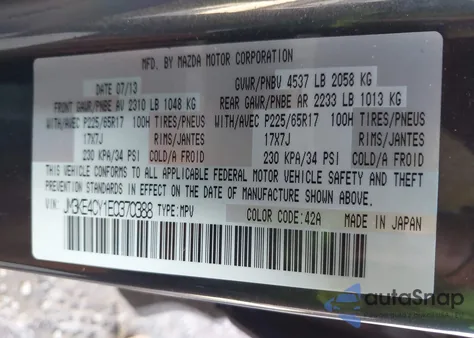 MFD. BY MAZDA MOTOR CORPORATION
DATE 07/13 GVWR/PNBV 4537 LB 2058 KG
FRONT GAWR/PNBE AV 2310 LB 1048 KG REAR GAWR/PNBE AR 2233 LB 1013 KG
WITH/AVEC P225/65R17 100H TIRES/PNEUS WITH/AVEC P225/65R17 100H TIRES/PNEUS
17X7J RIMS/JANTES 17X7J RIMS/JANTES
230 KPA/34 PSI COLD/A FROID 230 KPA/34 PSI COLD/A FROID
THIS VEHICLE CONFORMS TO ALL APPLICABLE FEDERAL MOTOR VEHICLE SAFETY AND THEFT
PREVENTION STANDARDS IN EFFECT ON THE DATE OF MANUFACTURE SHOWN ABOVE.
VIN: JM3KE4CY1E0370388 TYPE:MPV COLOR CODE:42A MADE IN JAPAN
autoSnap